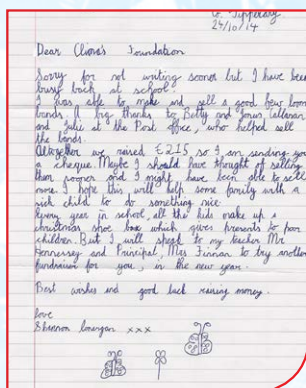 Co. Tipperary
24/10/14
Dear Cliona's Foundation
Sorry for not writing sooner but I have been
busy back at school.
I was able to make and sell a good few loom
bands. A big thanks to Betty and Callanan
and Julie at the Post office, who helped sell
the bands.
Altogether we raised €215 so I am sending you
a cheque. Maybe I should have thought of selling
them sooner and I might have been able to sell
more. I hope this will help some family with a
sick child to do something nice.
Every year in school, all the kids make up a
christmas shoe box which gives presents to poor
children. But I will speak to my teacher Mr
Hennessy and Principal, Mrs Finnan to try another
fundraiser for you, in the new year.
Best wishes and good luck raising money.
love
Shannon xxx